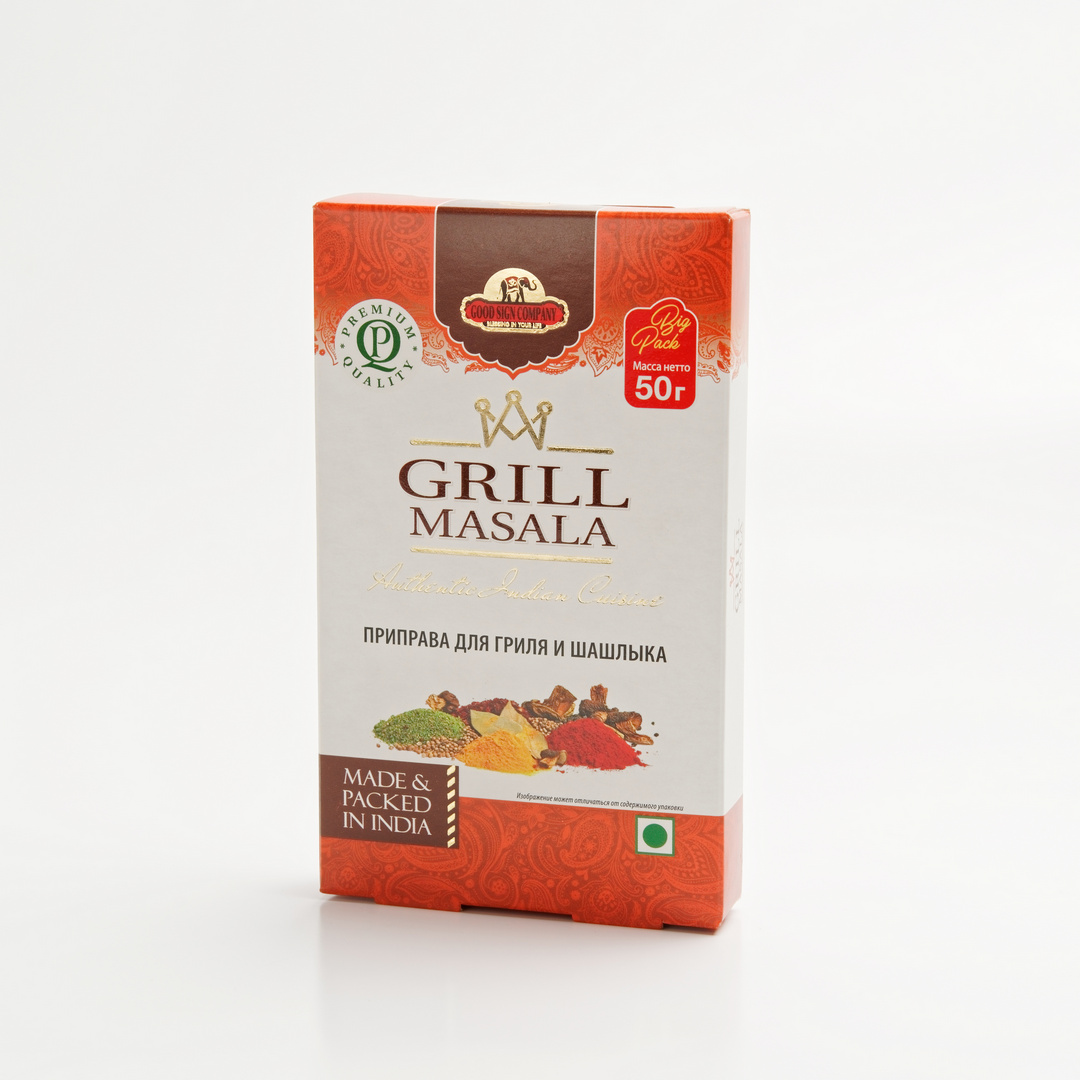 GOOD SIGN COMPANY
BLESSING IN YOUR LIFE
PREMIUM
PQ
QUALITY
Big
Pack
Масса нетто
50г
GRILL
MASALA
Authentic Indian Cuisine
ПРИПРАВА ДЛЯ ГРИЛЯ И ШАШЛЫКА
MADE &
PACKED
IN INDIA
Изображение может отличаться от содержимого упаковки